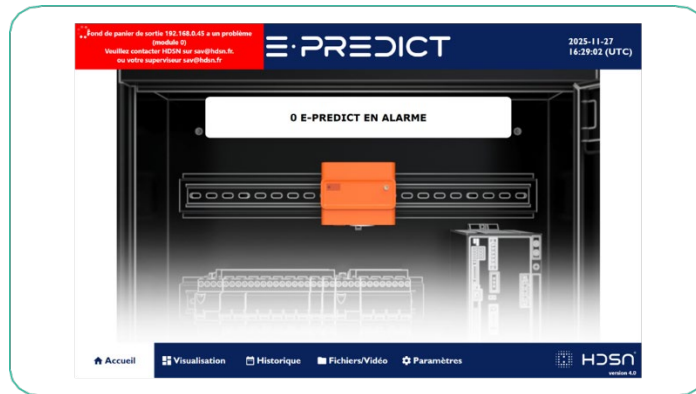 Fond de panier de sortie 192.168.0.45 a un problème
(module 0)
Veuillez contacter HDSN sur sav@hdsn.fr.
ou votre superviseur sav@hdsn.fr
E·PREDICT
2025-11-27
16:29:02 (UTC)
0 E-PREDICT EN ALARME
Accueil
Visualisation
Historique
Fichiers/Vidéo
Paramètres
HDSN
version 4.0